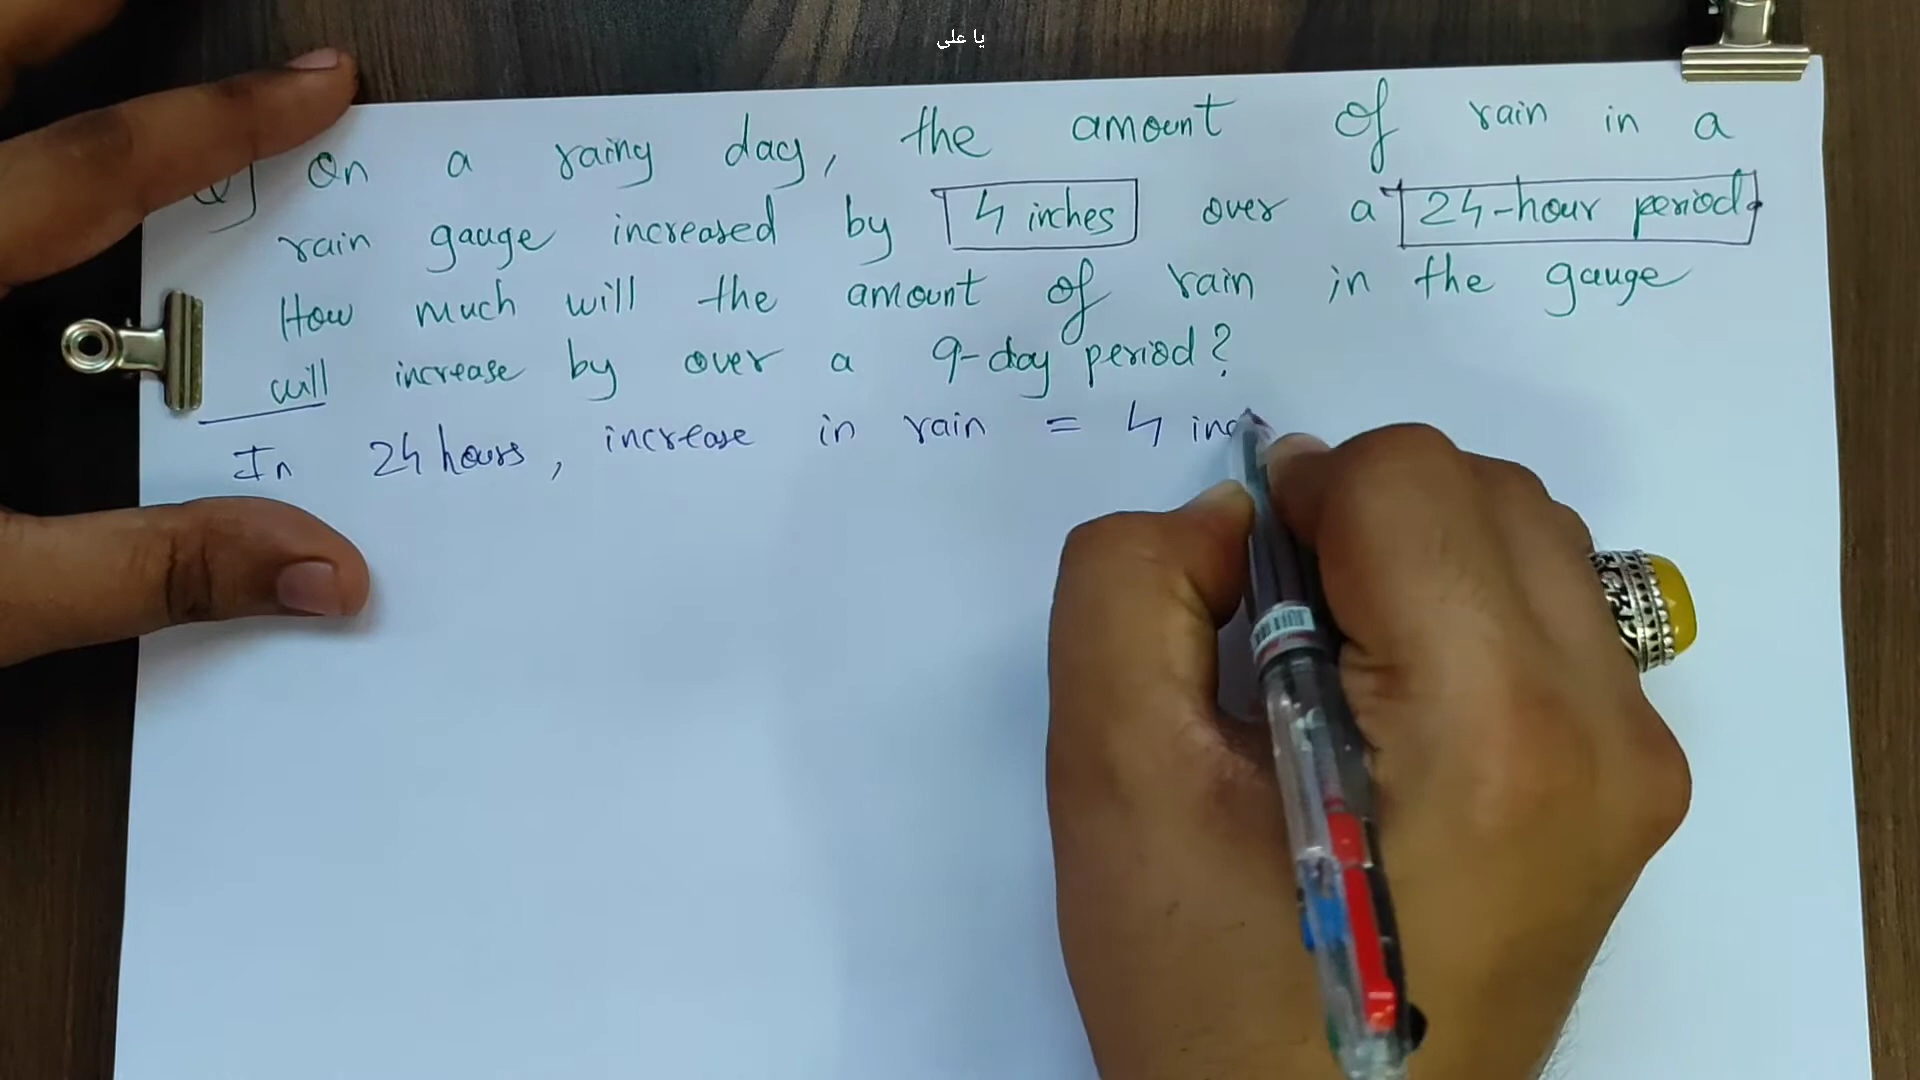 یا علی
Q) On a rainy day, the amount of rain in a
rain gauge increased by 4 inches over a 24-hour period.
How much will the amount of rain in the gauge
will increase by over a 9-day period?
In 24 hours, increase in rain = 4 inc